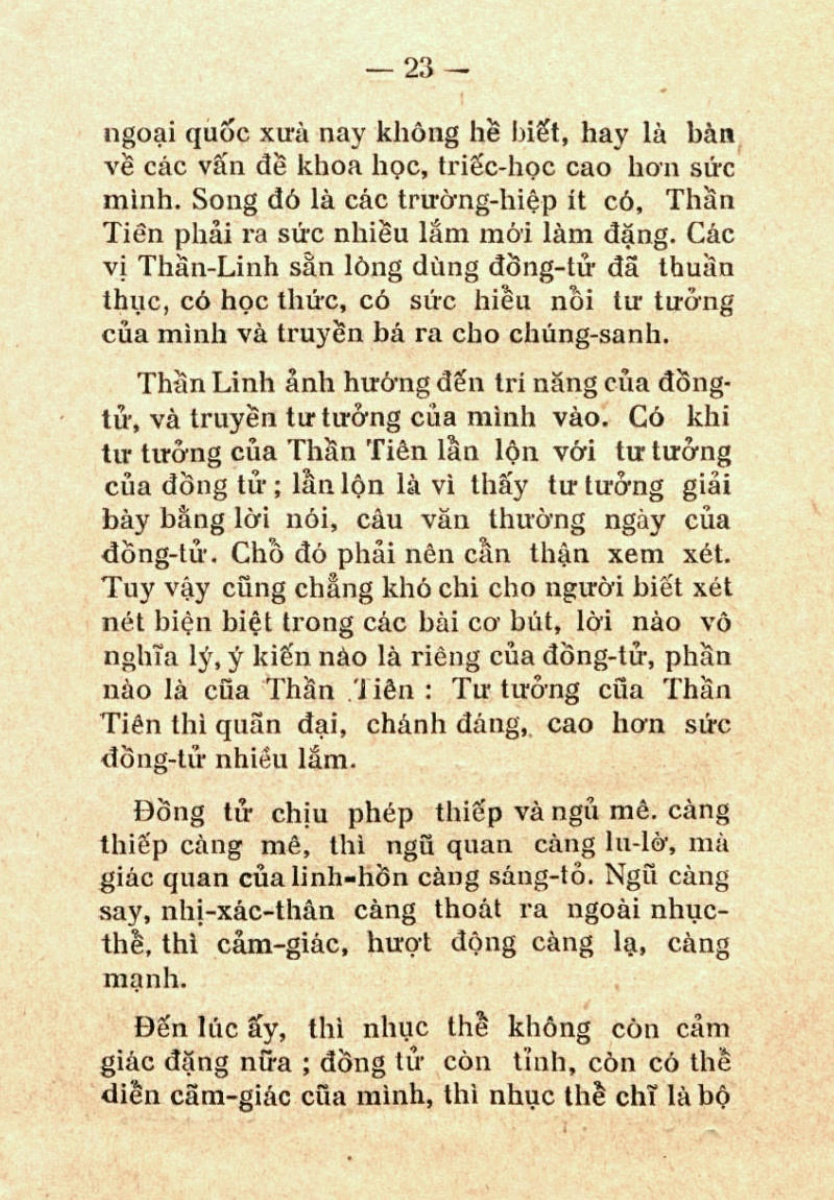 — 23 —
ngoại quốc xưà nay không hề biết, hay là bàn
về các vấn đề khoa học, triếc-học cao hơn sức
mình. Song đó là các trường-hiệp ít có, Thần
Tiên phải ra sức nhiều lắm mới làm đặng. Các
vị Thần-Linh sẵn lòng dùng đồng-tử đã thuần
thục, có học thức, có sức hiểu nổi tư tưởng
của mình và truyền bá ra cho chúng-sanh.
Thần Linh ảnh hưởng đến trí năng của đồng-
tử, và truyền tư tưởng của mình vào. Có khi
tư tưởng của Thần Tiên lẫn lộn với tư tưởng
của đồng tử ; lẫn lộn là vì thấy tư tưởng giải
bày bằng lời nói, câu văn thường ngày của
đồng-tử. Chỗ đó phải nên cẩn thận xem xét.
Tuy vậy cũng chẳng khó chi cho người biết xét
nét biện biệt trong các bài cơ bút, lời nào vô
nghĩa lý, ý kiến nào là riêng của đồng-tử, phần
nào là cũa Thần Tiên : Tư tưởng cũa Thần
Tiên thì quãn đại, chánh đáng, cao hơn sức
đồng-tử nhiều lắm.
Đồng tử chịu phép thiếp và ngủ mê. càng
thiếp càng mê, thì ngũ quan càng lu-lờ, mà
giác quan của linh-hồn càng sáng-tỏ. Ngũ càng
say, nhị-xác-thân càng thoát ra ngoài nhục-
thể, thì cảm-giác, hượt động càng lạ, càng
mạnh.
Đến lúc ấy, thì nhục thể không còn cảm
giác đặng nữa ; đồng tử còn tỉnh, còn có thể
diễn cãm-giác cũa mình, thì nhục thể chĩ là bộ